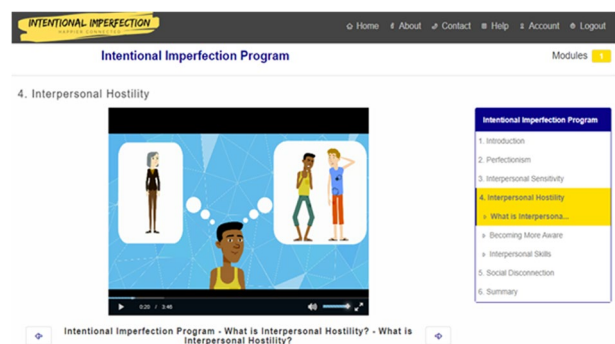 INTENTIONAL IMPERFECTION
HAPPIER CONNECTED
Home About Contact Help Account Logout
Intentional Imperfection Program
Modules 1
4. Interpersonal Hostility
Intentional Imperfection Program
1. Introduction
2. Perfectionism
3. Interpersonal Sensitivity
4. Interpersonal Hostility
» What is Interpersona...
» Becoming More Aware
» Interpersonal Skills
5. Social Disconnection
6. Summary
0:20 / 3:46
Intentional Imperfection Program - What is Interpersonal Hostility? - What is
Interpersonal Hostility?